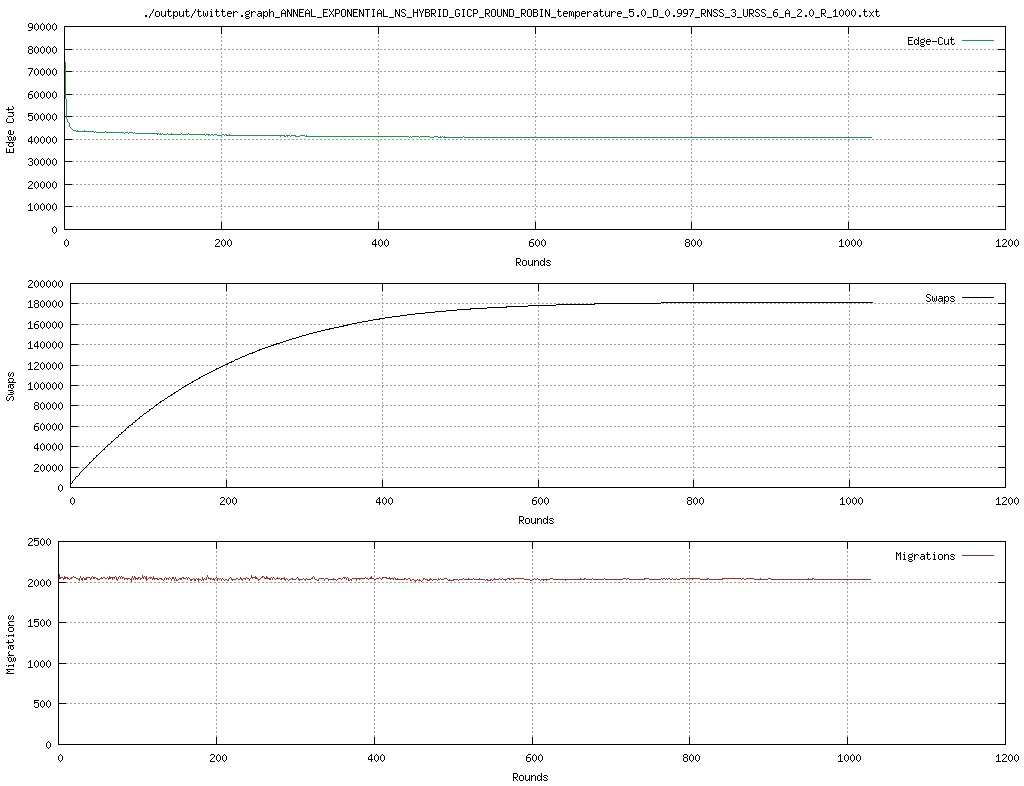 ./output/twitter.graph_ANNEAL_EXPONENTIAL_NS_HYBRID_GICP_ROUND_ROBIN_temperature_5.0_D_0.997_RNSS_3_URSS_6_A_2.0_R_1000.txt
90000
80000
70000
60000
50000
40000
30000
20000
10000
0
Edge Cut
Edge-Cut
0 200 400 600 800 1000 1200
Rounds
200000
180000
160000
140000
120000
100000
80000
60000
40000
20000
0
Swaps
Swaps
0 200 400 600 800 1000 1200
Rounds
2500
2000
1500
1000
500
0
Migrations
Migrations
0 200 400 600 800 1000 1200
Rounds